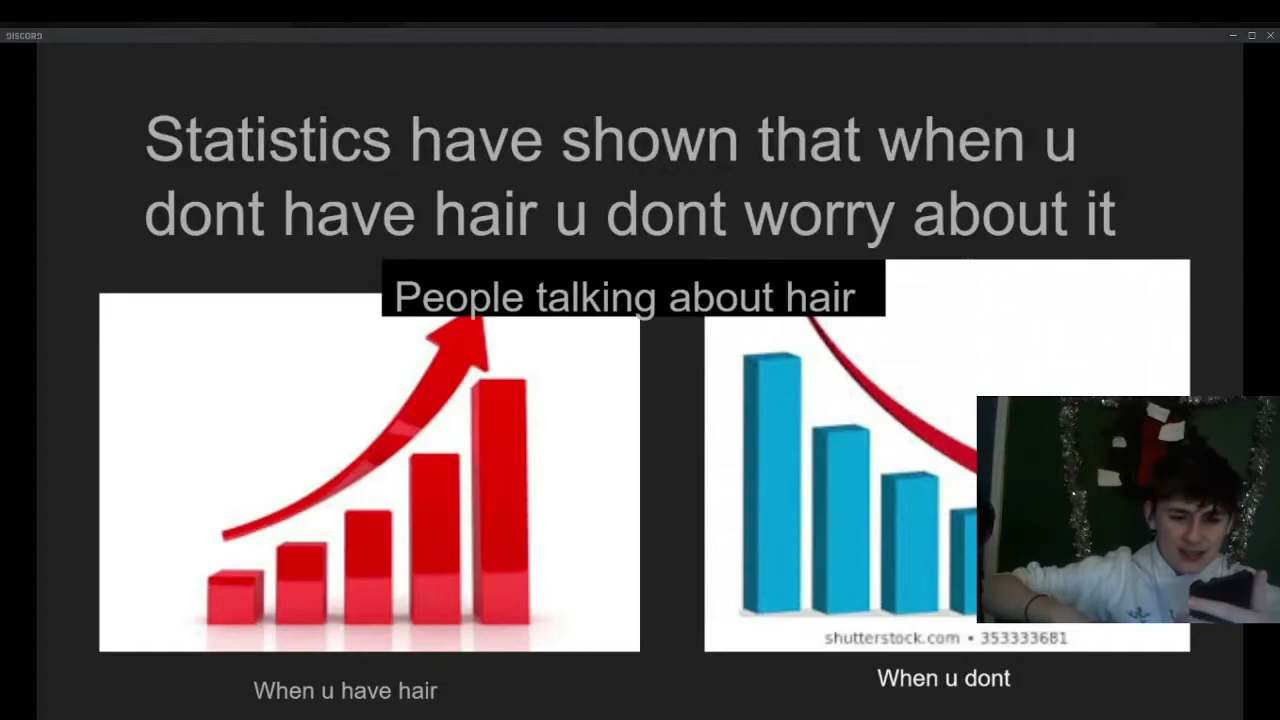 DISCORD
Statistics have shown that when u
dont have hair u dont worry about it
People talking about hair
shutterstock.com • 353333681
When u have hair
When u dont